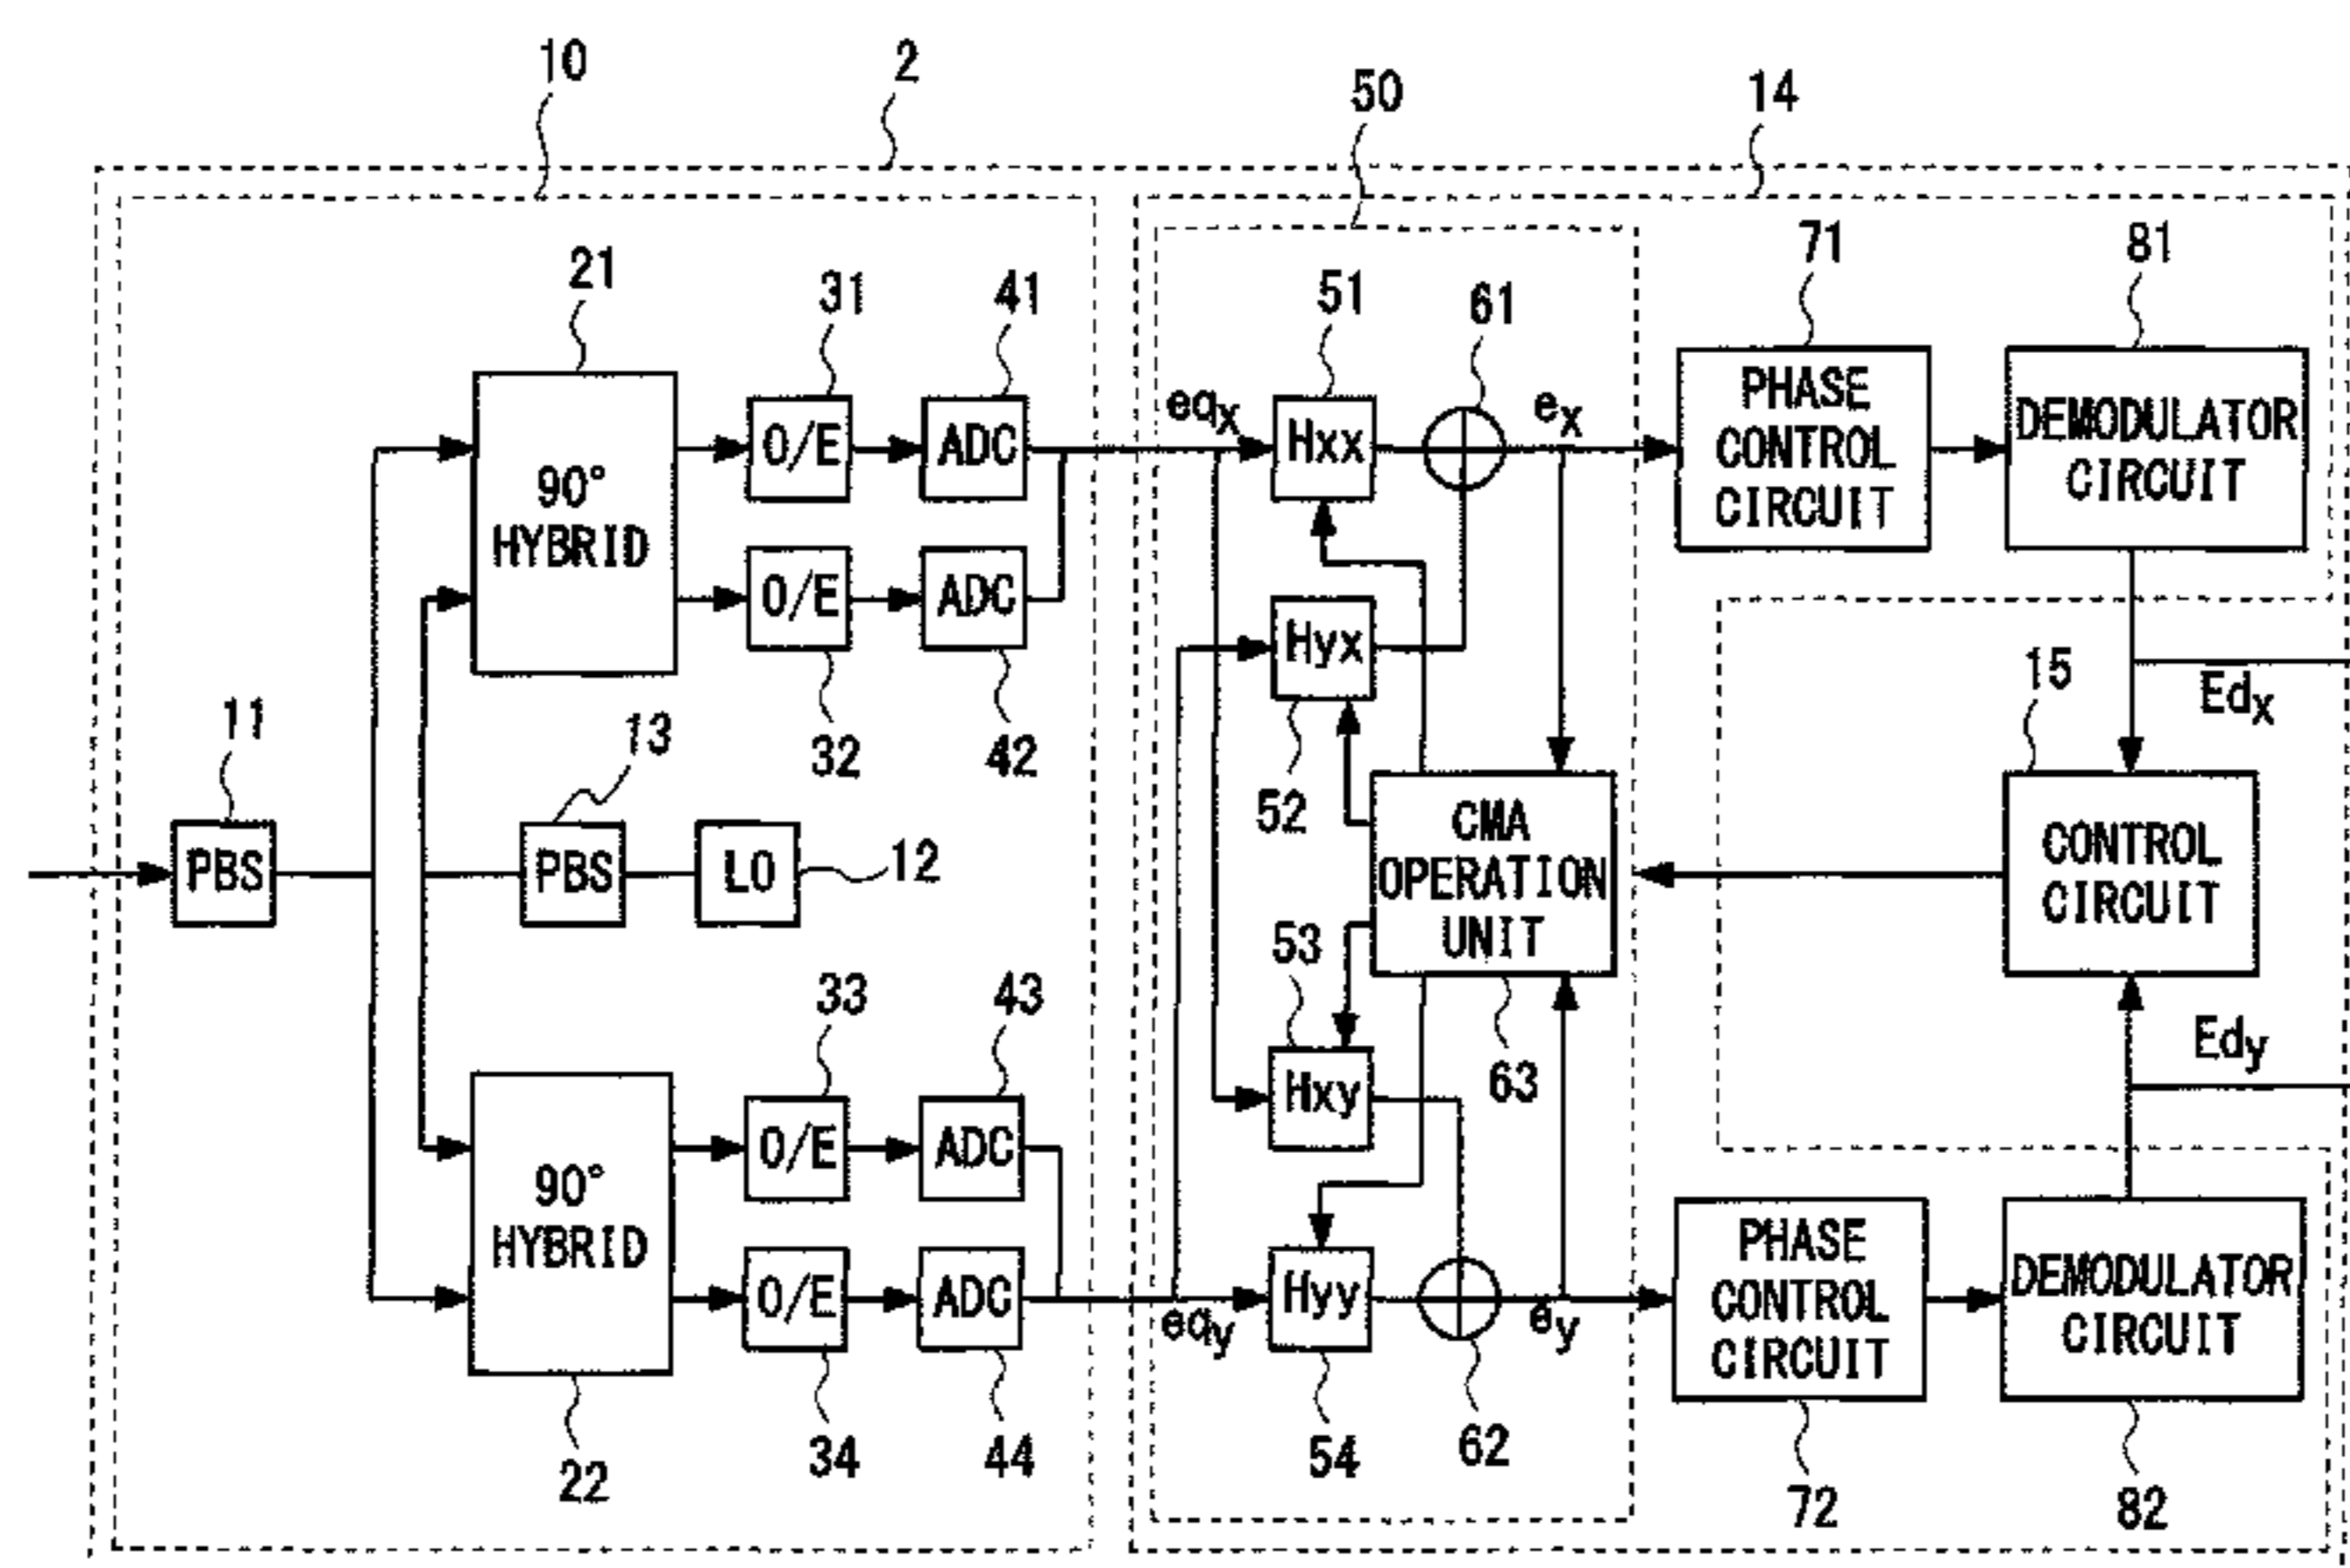 10
2
50
14
21
31
41
51
61
71
81
eqx
ex
90°
HYBRID
O/E
ADC
Hxx
PHASE
CONTROL
CIRCUIT
DEMODULATOR
CIRCUIT
O/E
ADC
Hyx
11
13
32
42
52
15
Edx
PBS
PBS
LO
12
CMA
OPERATION
UNIT
CONTROL
CIRCUIT
33
43
53
63
Edy
90°
HYBRID
O/E
ADC
Hxy
O/E
ADC
eqy
Hyy
ey
PHASE
CONTROL
CIRCUIT
DEMODULATOR
CIRCUIT
22
34
44
54
62
72
82